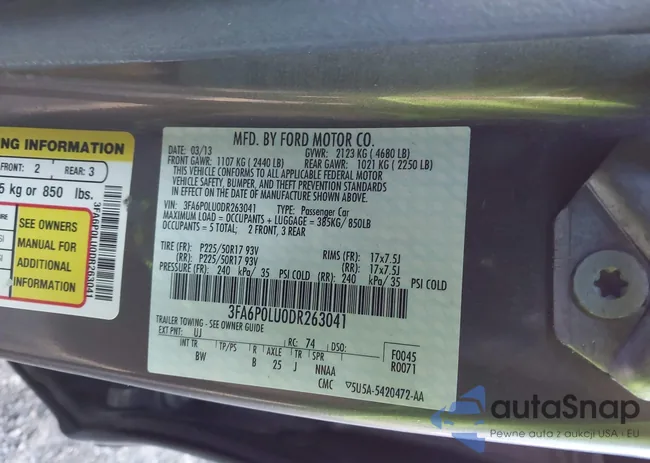 NG INFORMATION
FRONT: 2 REAR: 3
5 kg or 850 lbs.
SEE OWNERS
MANUAL FOR
ADDITIONAL
INFORMATION
3FA6P0LU0DR263041
MFD. BY FORD MOTOR CO.
DATE: 03/13 GVWR: 2123 KG ( 4680 LB)
FRONT GAWR: 1107 KG ( 2440 LB) REAR GAWR: 1021 KG ( 2250 LB)
THIS VEHICLE CONFORMS TO ALL APPLICABLE FEDERAL MOTOR
VEHICLE SAFETY, BUMPER, AND THEFT PREVENTION STANDARDS
IN EFFECT ON THE DATE OF MANUFACTURE SHOWN ABOVE.
VIN: 3FA6P0LU0DR263041 TYPE: Passenger Car
MAXIMUM LOAD = OCCUPANTS + LUGGAGE = 385KG/850LB
OCCUPANTS = 5 TOTAL: 2 FRONT, 3 REAR
TIRE (FR): P225/50R17 93V RIMS (FR): 17x7.5J
(RR): P225/50R17 93V (RR): 17x7.5J
PRESSURE (FR): 240 kPa/ 35 PSI COLD (RR): 240 kPa/ 35 PSI COLD
3FA6P0LU0DR263041
TRAILER TOWING - SEE OWNER GUIDE
EXT PNT: UJ RC: 74 DSO: F0045
INT TR TP/PS R AXLE TR SPR R0071
BW B 25 J NNAA
CMC 5U5A-5420472-AA
autaSnap
Pewne auta z aukcji USA i EU